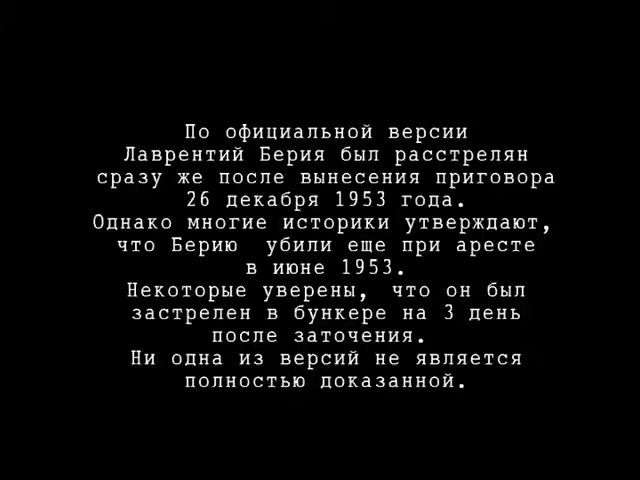 По официальной версии
Лаврентий Берия был расстрелян
сразу же после вынесения приговора
26 декабря 1953 года.
Однако многие историки утверждают,
что Берию убили еще при аресте
в июне 1953.
Некоторые уверены, что он был
застрелен в бункере на 3 день
после заточения.
Ни одна из версий не является
полностью доказанной.